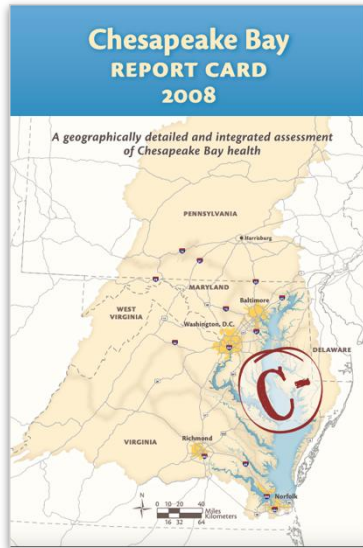 Chesapeake Bay
REPORT CARD
2008
A geographically detailed and integrated assessment
of Chesapeake Bay health
PENNSYLVANIA
Harrisburg
MARYLAND
Baltimore
WEST
VIRGINIA
Washington, D.C.
DELAWARE
C-
VIRGINIA
Richmond
Norfolk
N
0 10 20 40
Miles
Kilometers
16 32 64